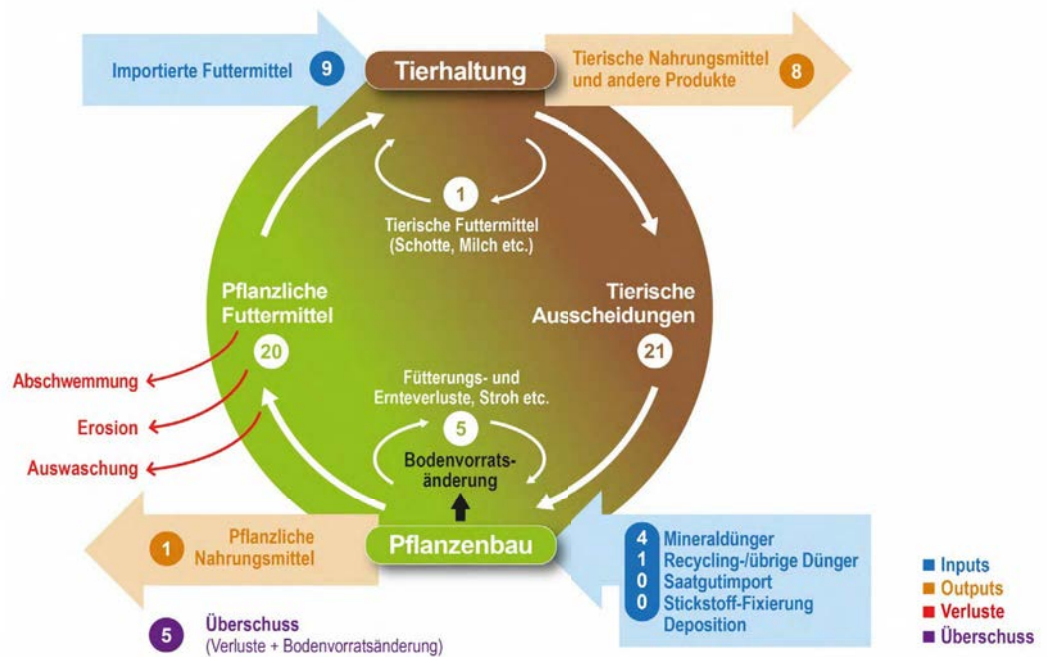 Importierte Futtermittel 9
Tierhaltung
Tierische Nahrungsmittel
und andere Produkte
8
1
Tierische Futtermittel
(Schotte, Milch etc.)
Pflanzliche
Futtermittel
20
Tierische
Ausscheidungen
21
Abschwemmung
Erosion
Auswaschung
Fütterungs- und
Ernteverluste, Stroh etc.
5
Bodenvorrats-
änderung
1 Pflanzliche
Nahrungsmittel
Pflanzenbau
4 Mineraldünger
1 Recycling-/übrige Dünger
0 Saatgutimport
0 Stickstoff-Fixierung
Deposition
5 Überschuss
(Verluste + Bodenvorratsänderung)
Inputs
Outputs
Verluste
Überschuss